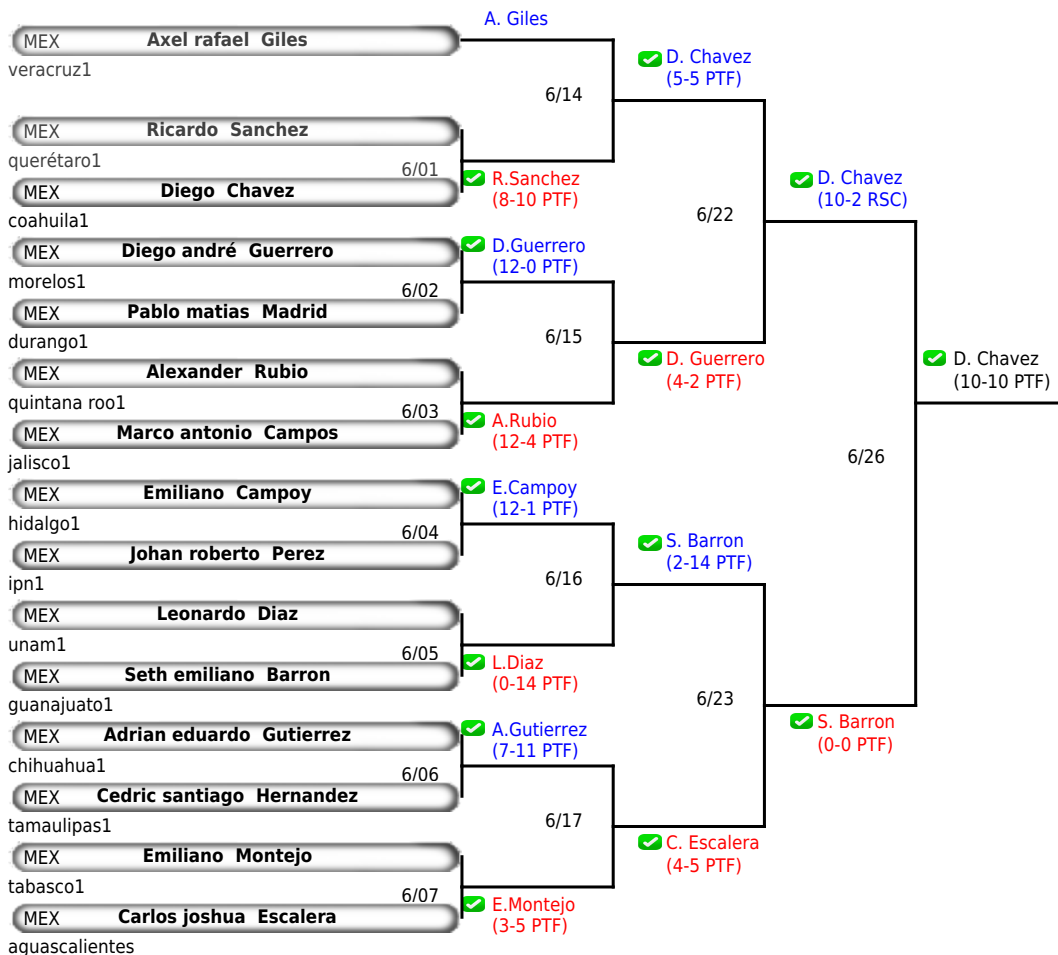 MEX Axel rafael  Giles
veracruz1
MEX Ricardo  Sanchez
querétaro1
6/01
MEX Diego  Chavez
coahuila1
MEX Diego andré  Guerrero
morelos1
6/02
MEX Pablo matias  Madrid
durango1
MEX Alexander  Rubio
quintana roo1
6/03
MEX Marco antonio  Campos
jalisco1
MEX Emiliano  Campoy
hidalgo1
6/04
MEX Johan roberto  Perez
ipn1
MEX Leonardo  Diaz
unam1
6/05
MEX Seth emiliano  Barron
guanajuato1
MEX Adrian eduardo  Gutierrez
chihuahua1
6/06
MEX Cedric santiago  Hernandez
tamaulipas1
MEX Emiliano  Montejo
tabasco1
6/07
MEX Carlos joshua  Escalera
aguascalientes
A. Giles
6/14
R.Sanchez
(8-10 PTF)
D.Guerrero
(12-0 PTF)
6/15
A.Rubio
(12-4 PTF)
E.Campoy
(12-1 PTF)
6/16
L.Diaz
(0-14 PTF)
A.Gutierrez
(7-11 PTF)
6/17
E.Montejo
(3-5 PTF)
D. Chavez
(5-5 PTF)
6/22
D. Guerrero
(4-2 PTF)
S. Barron
(2-14 PTF)
6/23
C. Escalera
(4-5 PTF)
D. Chavez
(10-2 RSC)
6/26
S. Barron
(0-0 PTF)
D. Chavez
(10-10 PTF)